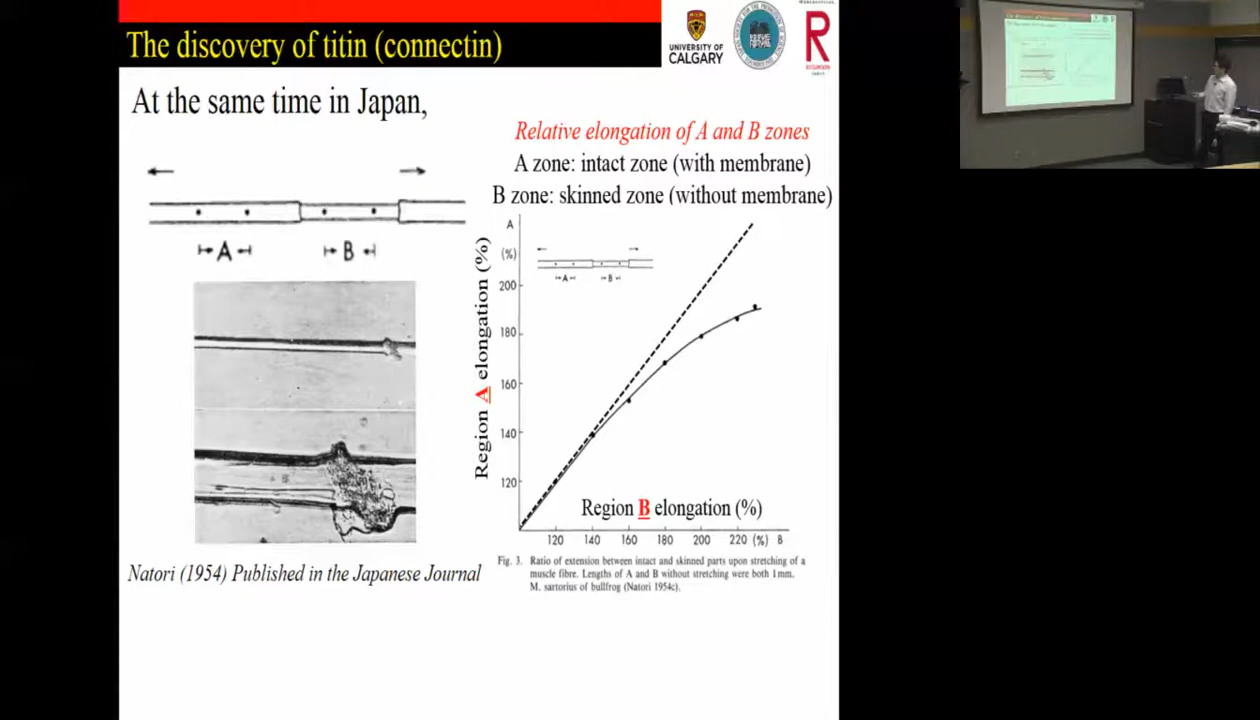 The discovery of titin (connectin)
UNIVERSITY OF
CALGARY
R
At the same time in Japan,
A
B
Natori (1954) Published in the Japanese Journal
Relative elongation of A and B zones
A zone: intact zone (with membrane)
B zone: skinned zone (without membrane)
Region A elongation (%)
A
(%)
200
180
160
140
120
A
B
Region B elongation (%)
120 140 160 180 200 220 (%) B
Fig. 3. Ratio of extension between intact and skinned parts upon stretching of a
muscle fibre. Lengths of A and B without stretching were both 1mm.
M. sartorius of bullfrog (Natori 1954c).